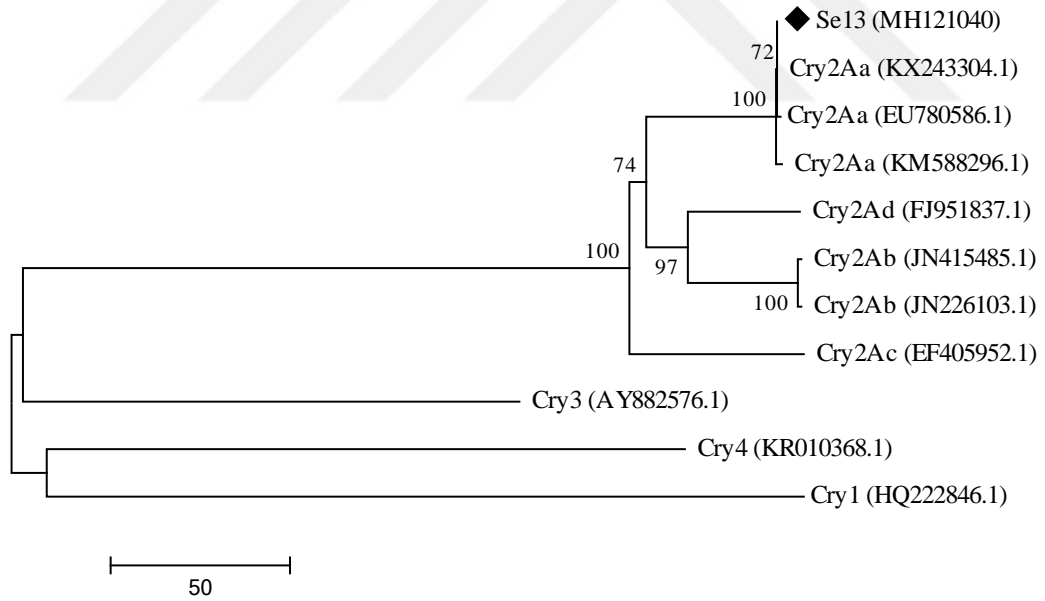 Se13 (MH121040)
72
Cry2Aa (KX243304.1)
100
Cry2Aa (EU780586.1)
74
Cry2Aa (KM588296.1)
Cry2Ad (FJ951837.1)
100
Cry2Ab (JN415485.1)
97
100
Cry2Ab (JN226103.1)
Cry2Ac (EF405952.1)
Cry3 (AY882576.1)
Cry4 (KR010368.1)
Cry1 (HQ222846.1)
50